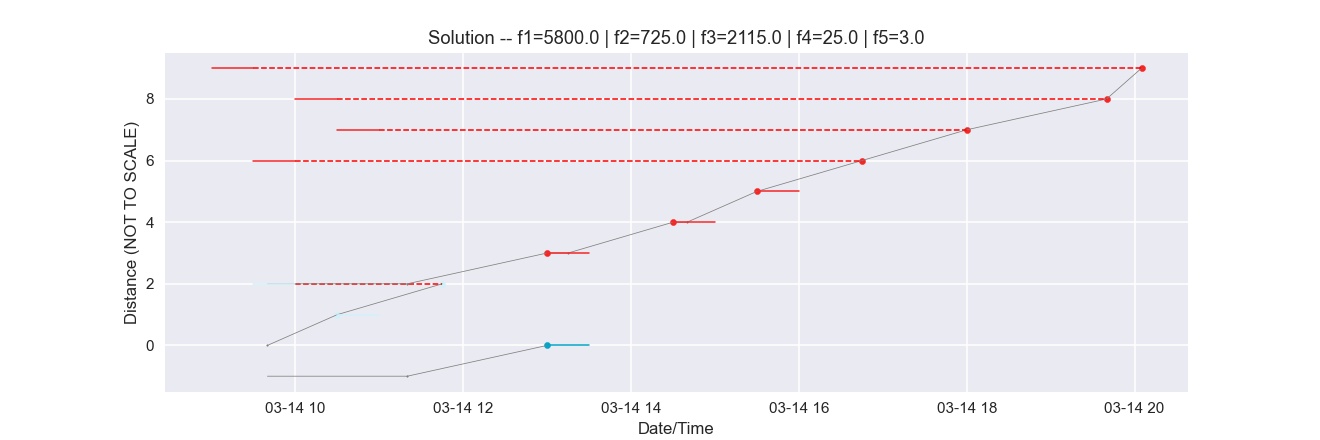 Solution -- f1=5800.0 | f2=725.0 | f3=2115.0 | f4=25.0 | f5=3.0
Distance (NOT TO SCALE)
8
6
4
2
0
03-14 10 03-14 12 03-14 14 03-14 16 03-14 18 03-14 20
Date/Time